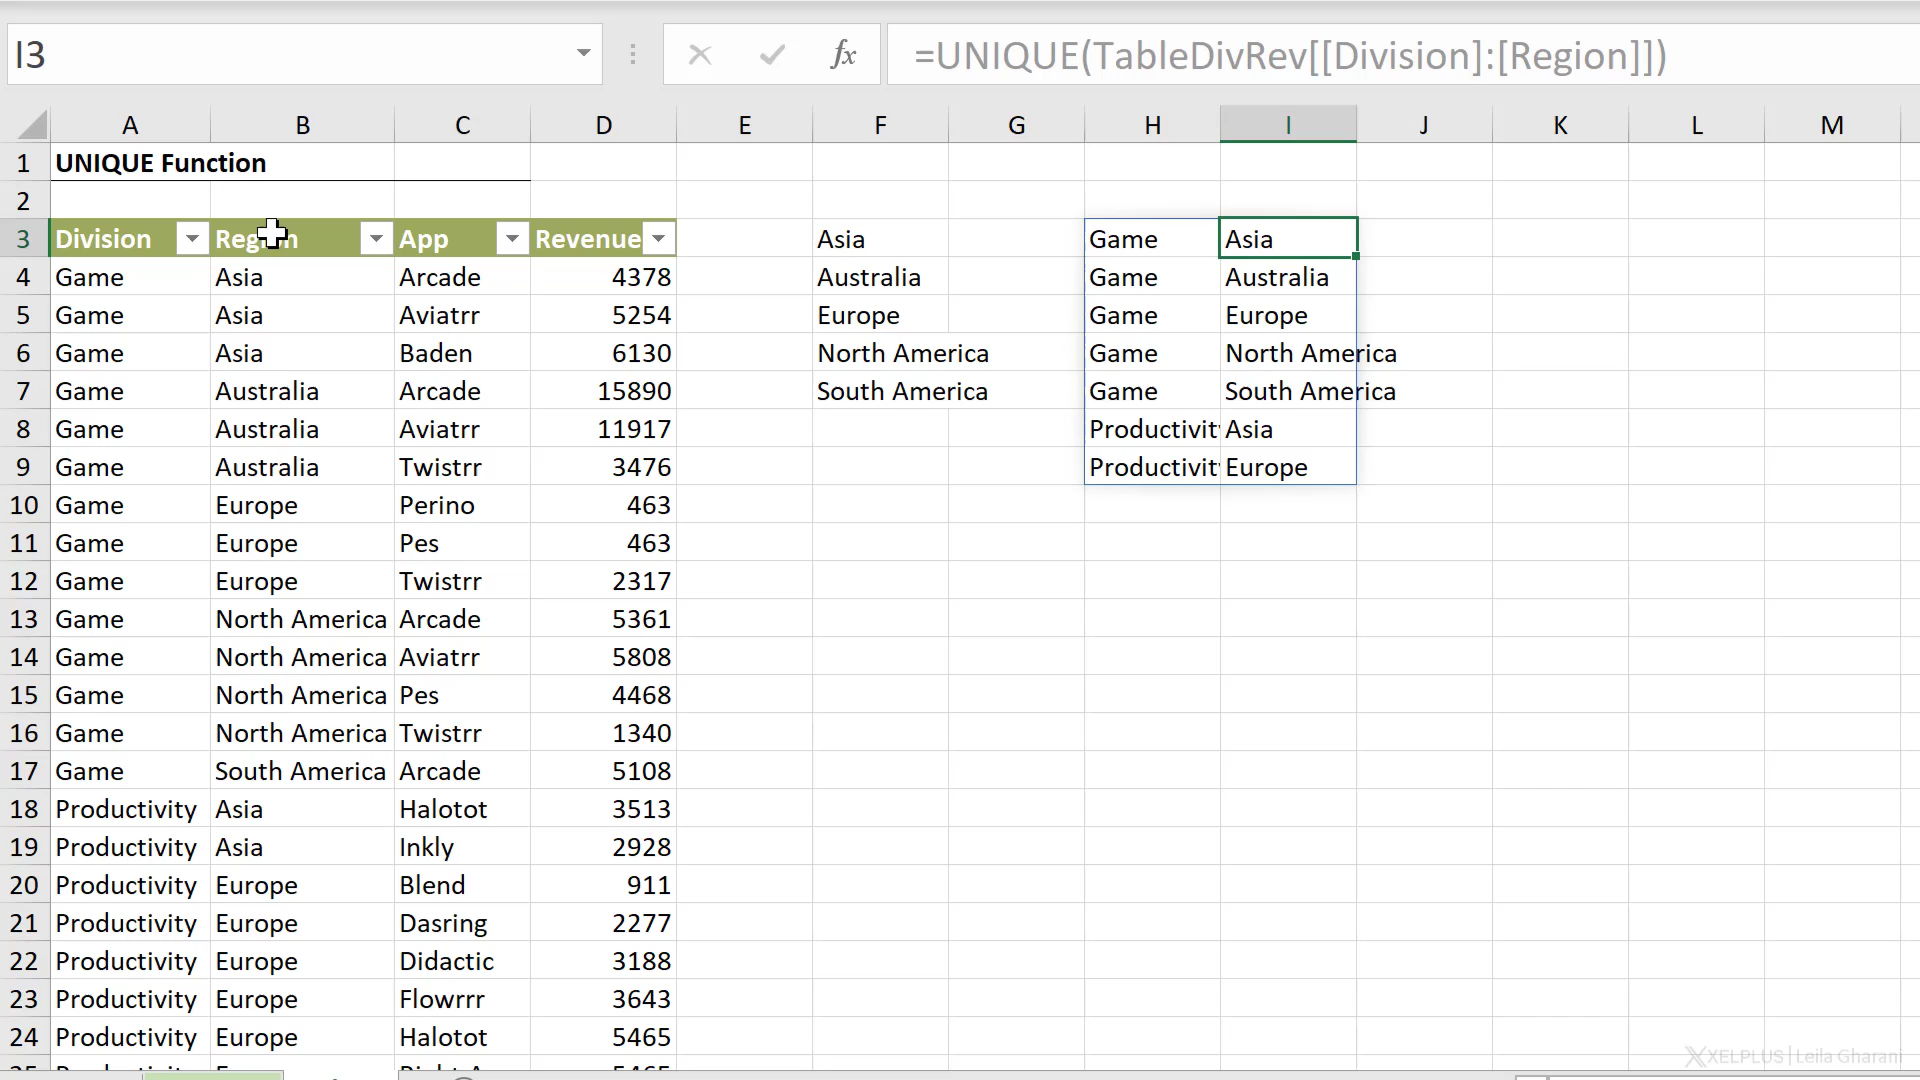 I3 fx =UNIQUE(TableDivRev[[Division]:[Region]])
A B C D E F G H I J K L M
1 UNIQUE Function
2
3 Division Region App Revenue Asia Game Asia
4 Game Asia Arcade 4378 Australia Game Australia
5 Game Asia Aviatrr 5254 Europe Game Europe
6 Game Asia Baden 6130 North America Game North America
7 Game Australia Arcade 15890 South America Game South America
8 Game Australia Aviatrr 11917 Productivity Asia
9 Game Australia Twistrr 3476 Productivity Europe
10 Game Europe Perino 463
11 Game Europe Pes 463
12 Game Europe Twistrr 2317
13 Game North America Arcade 5361
14 Game North America Aviatrr 5808
15 Game North America Pes 4468
16 Game North America Twistrr 1340
17 Game South America Arcade 5108
18 Productivity Asia Halotot 3513
19 Productivity Asia Inkly 2928
20 Productivity Europe Blend 911
21 Productivity Europe Dasring 2277
22 Productivity Europe Didactic 3188
23 Productivity Europe Flowrrr 3643
24 Productivity Europe Halotot 5465
XELPLUS | Leila Gharani